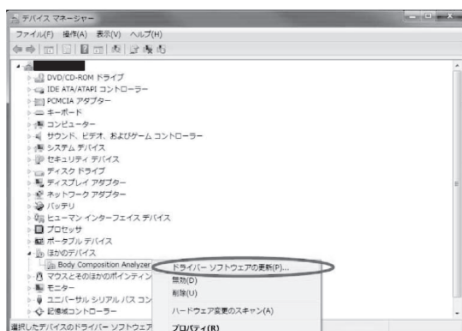 デバイス マネージャー
ファイル(F) 操作(A) 表示(V) ヘルプ(H)
DVD/CD-ROM ドライブ
IDE ATA/ATAPI コントローラー
PCMCIA アダプター
キーボード
コンピューター
サウンド、ビデオ、およびゲーム コントローラー
システム デバイス
セキュリティ デバイス
ディスク ドライブ
ディスプレイ アダプター
ネットワーク アダプター
バッテリ
ヒューマン インターフェイス デバイス
プロセッサ
ポータブル デバイス
ほかのデバイス
Body Composition Analyzer
マウスとそのほかのポインティン
モニター
ユニバーサル シリアル バス コン
記憶域コントローラー
ドライバー ソフトウェアの更新(P)...
無効(D)
削除(U)
ハードウェア変更のスキャン(A)
プロパティ(R)
選択したデバイスのドライバー ソフトウェア